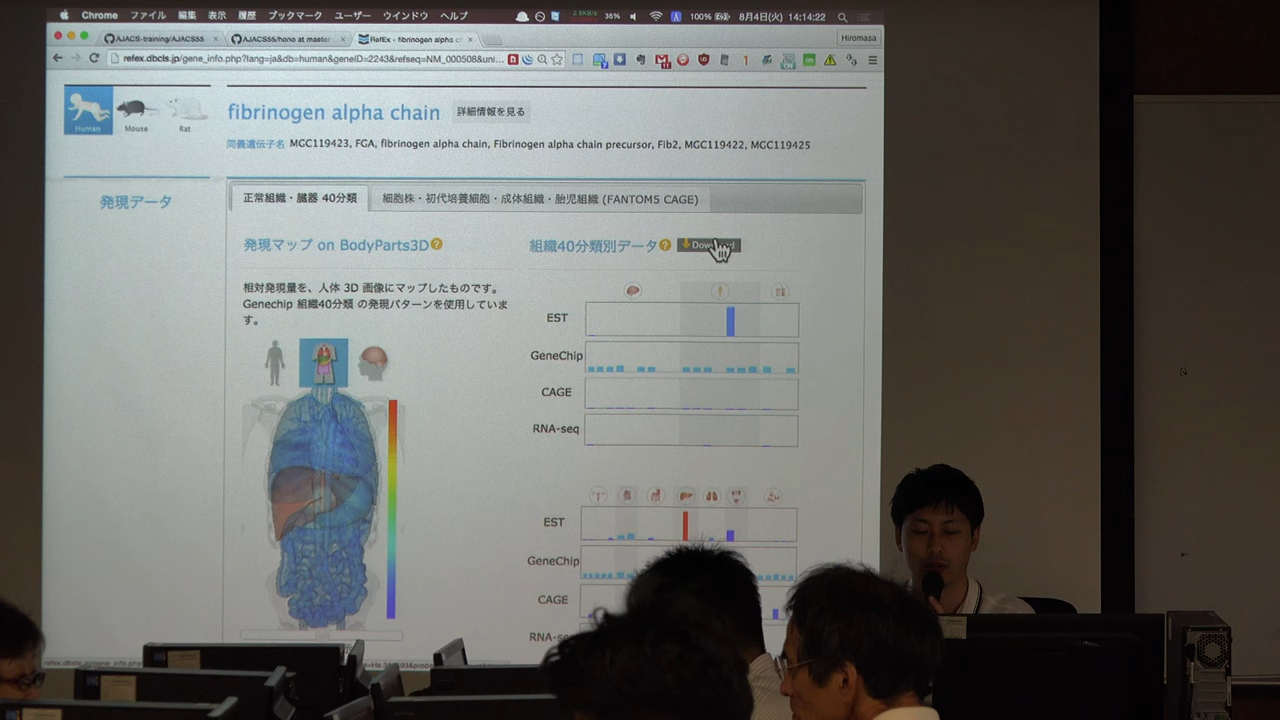 Chrome ファイル 編集 表示 履歴 ブックマーク ユーザー ウインドウ ヘルプ 36% 100% 8月4日(火) 14:14:22
AJACS-training/AJACS55 AJACS55/hono at master RefEx - fibrinogen alpha Hiromasa
refex.dbcls.jp/gene_info.php?lang=ja&db=human&geneID=2243&refseq=NM_000508&uni...
Human Mouse Rat
fibrinogen alpha chain 詳細情報を見る
同義遺伝子名 MGC119423, FGA, fibrinogen alpha chain, Fibrinogen alpha chain precursor, Fib2, MGC119422, MGC119425
発現データ
正常組織・臓器 40分類 細胞株・初代培養細胞・成体組織・胎児組織 (FANTOM5 CAGE)
発現マップ on BodyParts3D
組織40分類別データ
相対発現量を、人体 3D 画像にマップしたものです。
Genechip 組織40分類 の発現パターンを使用していま
す。
EST
GeneChip
CAGE
RNA-seq
EST
GeneChip
CAGE